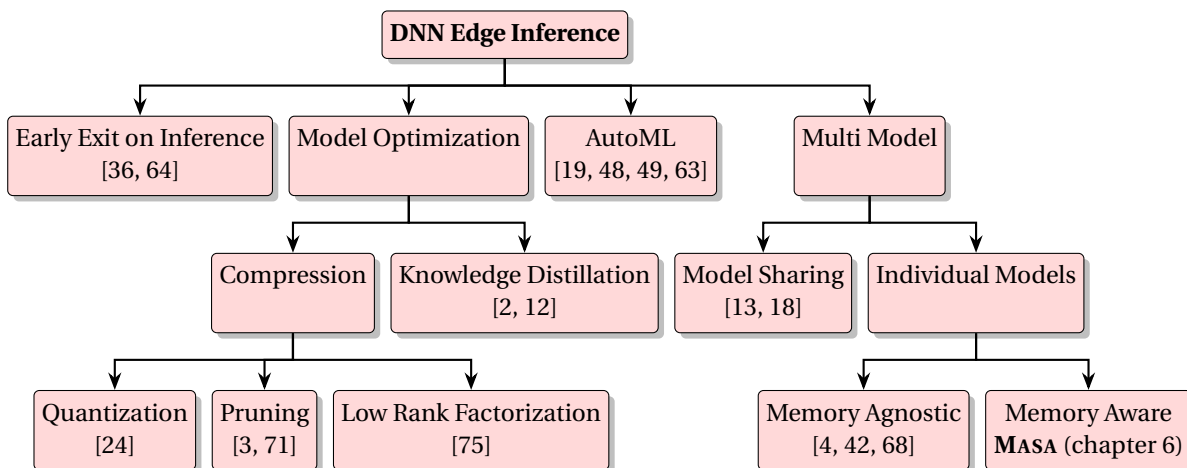 DNN Edge Inference
Early Exit on Inference
[36, 64]
Model Optimization
AutoML
[19, 48, 49, 63]
Multi Model
Compression
Knowledge Distillation
[2, 12]
Model Sharing
[13, 18]
Individual Models
Quantization
[24]
Pruning
[3, 71]
Low Rank Factorization
[75]
Memory Agnostic
[4, 42, 68]
Memory Aware
MASA (chapter 6)